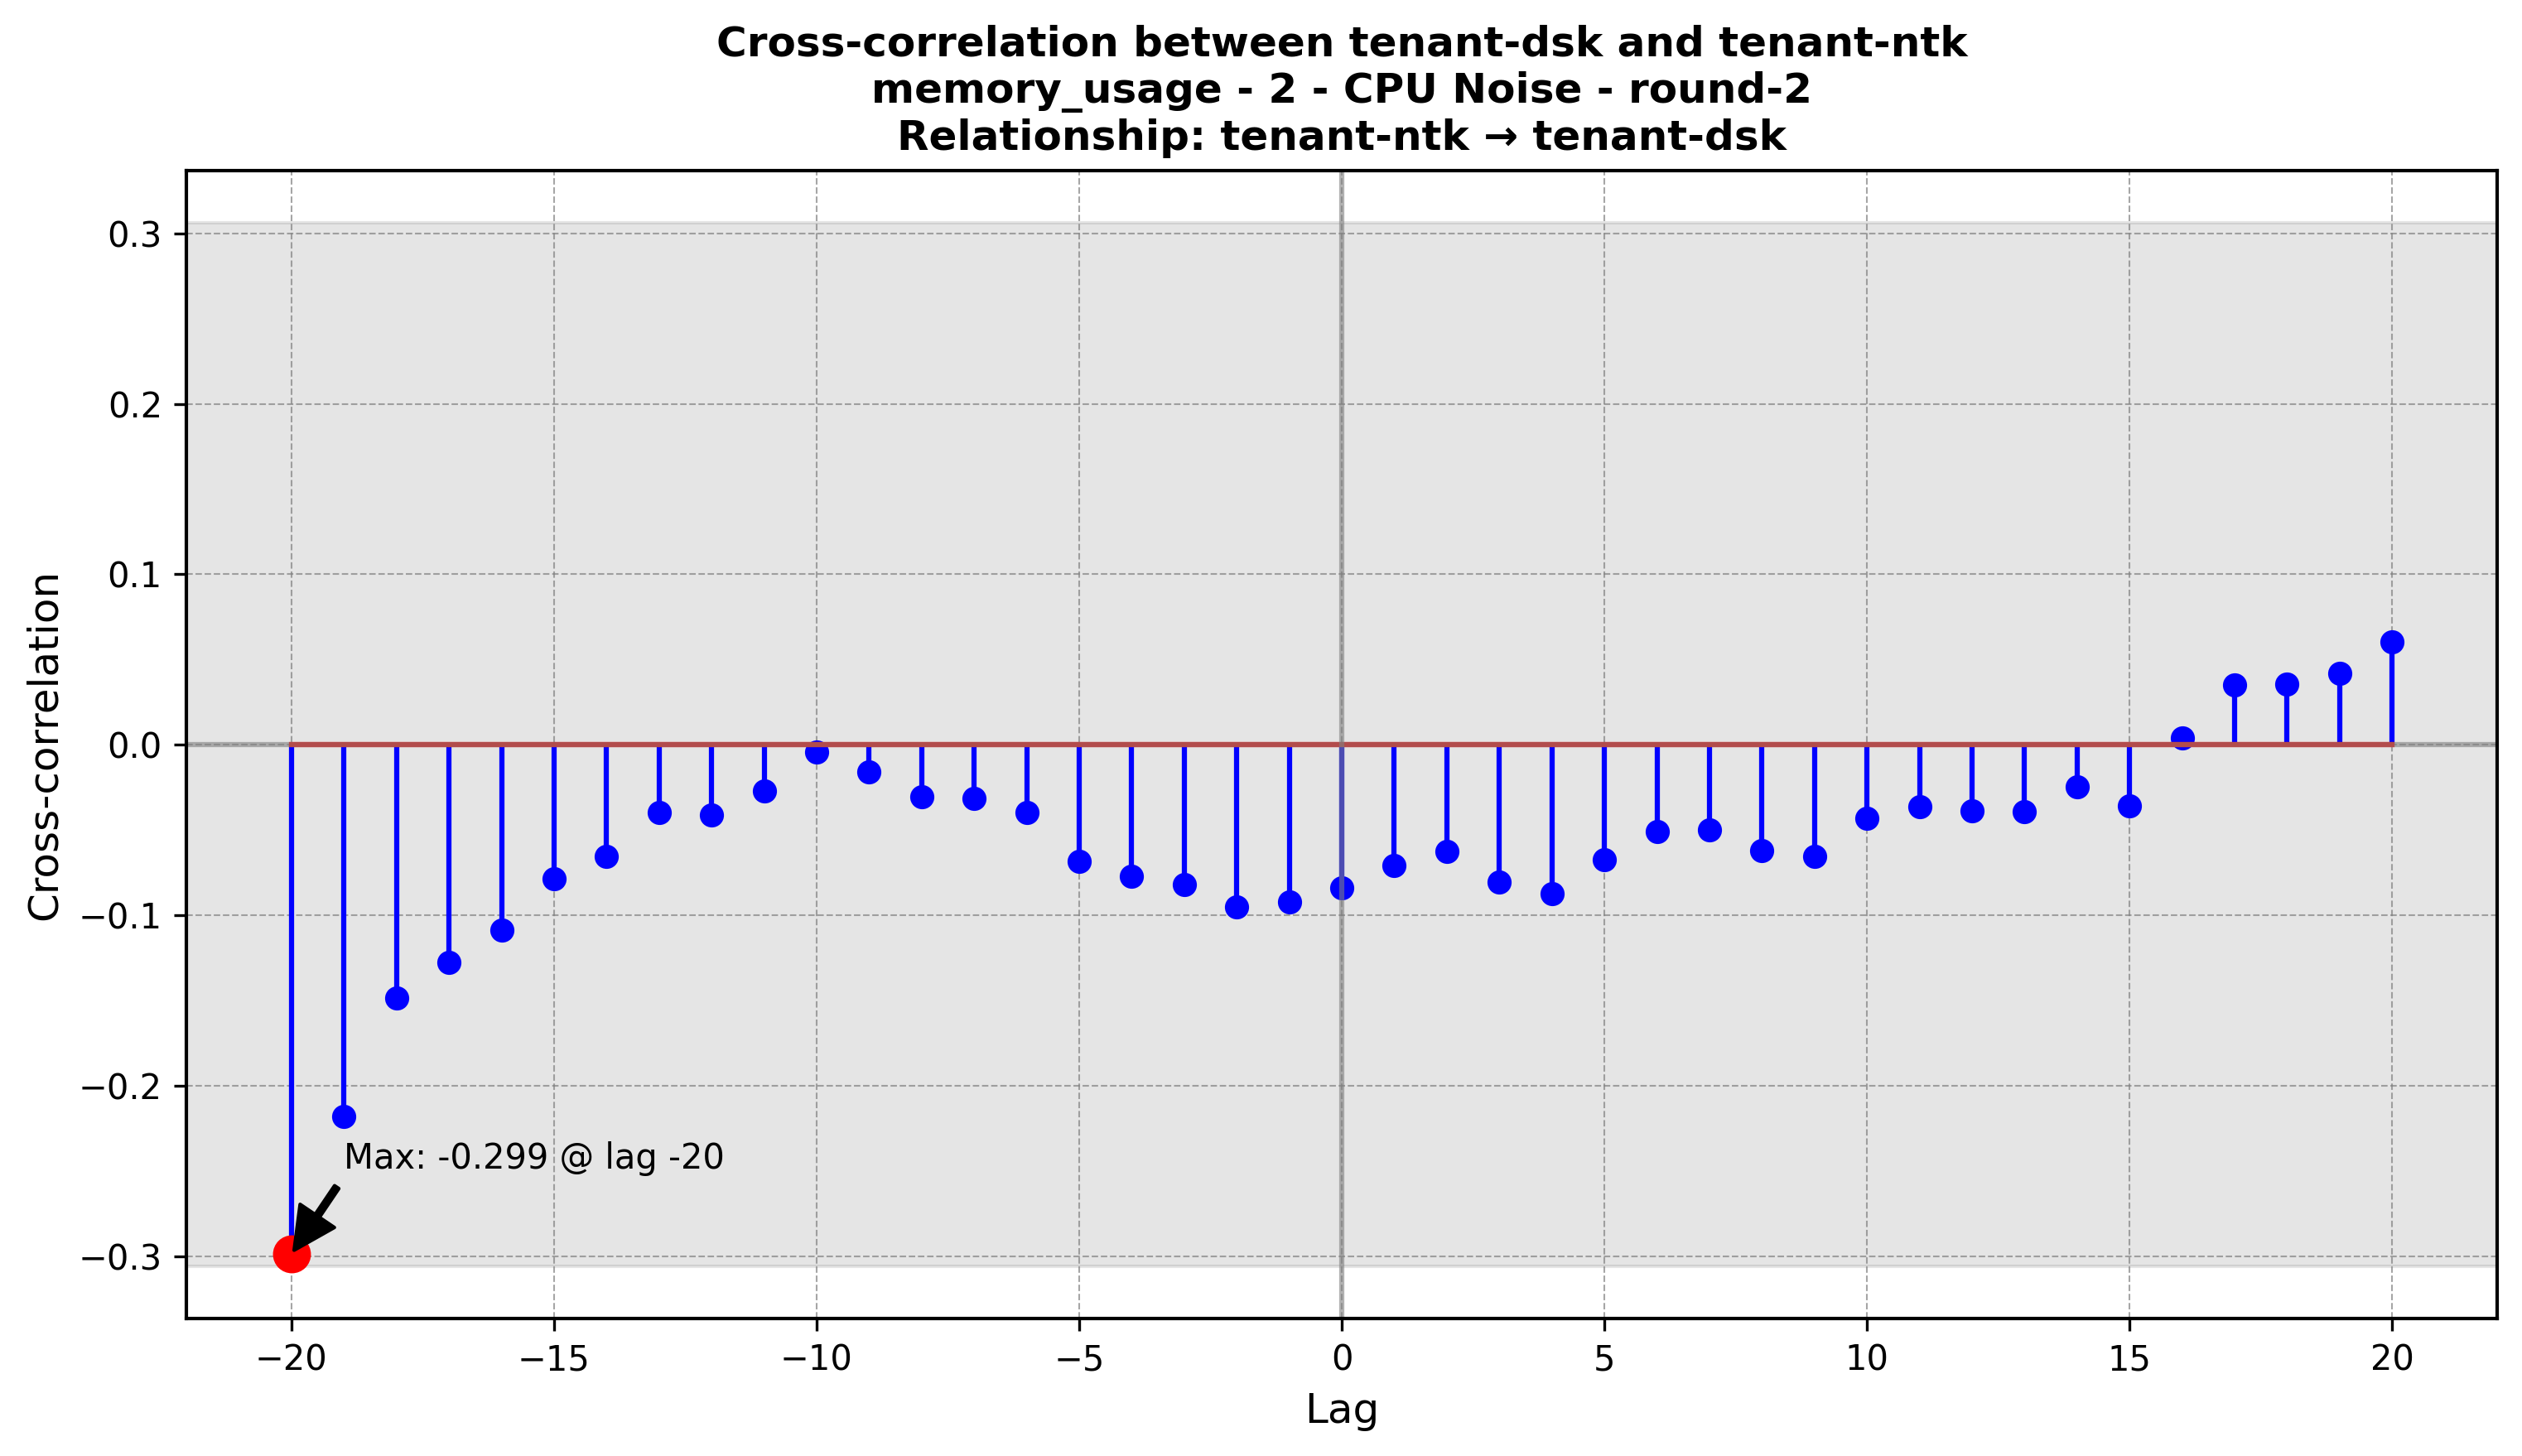 Cross-correlation between tenant-dsk and tenant-ntk
memory_usage - 2 - CPU Noise - round-2
Relationship: tenant-ntk → tenant-dsk
Cross-correlation
0.3
0.2
0.1
0.0
−0.1
−0.2
−0.3
Max: -0.299 @ lag -20
−20 −15 −10 −5 0 5 10 15 20
Lag